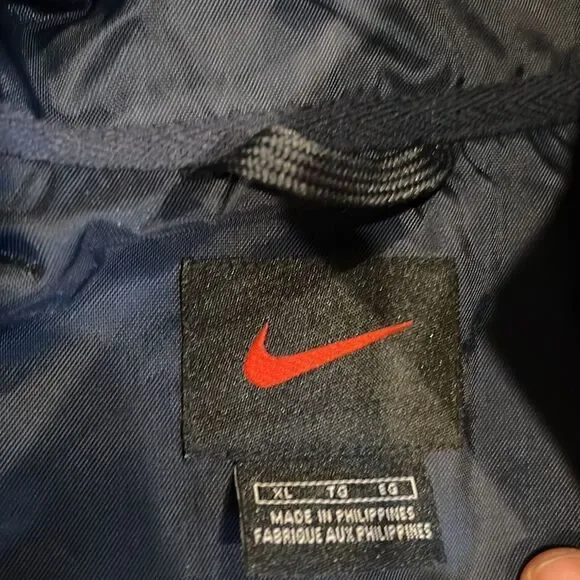 XL TG EG
MADE IN PHILIPPINES
FABRIQUE AUX PHILIPPINES